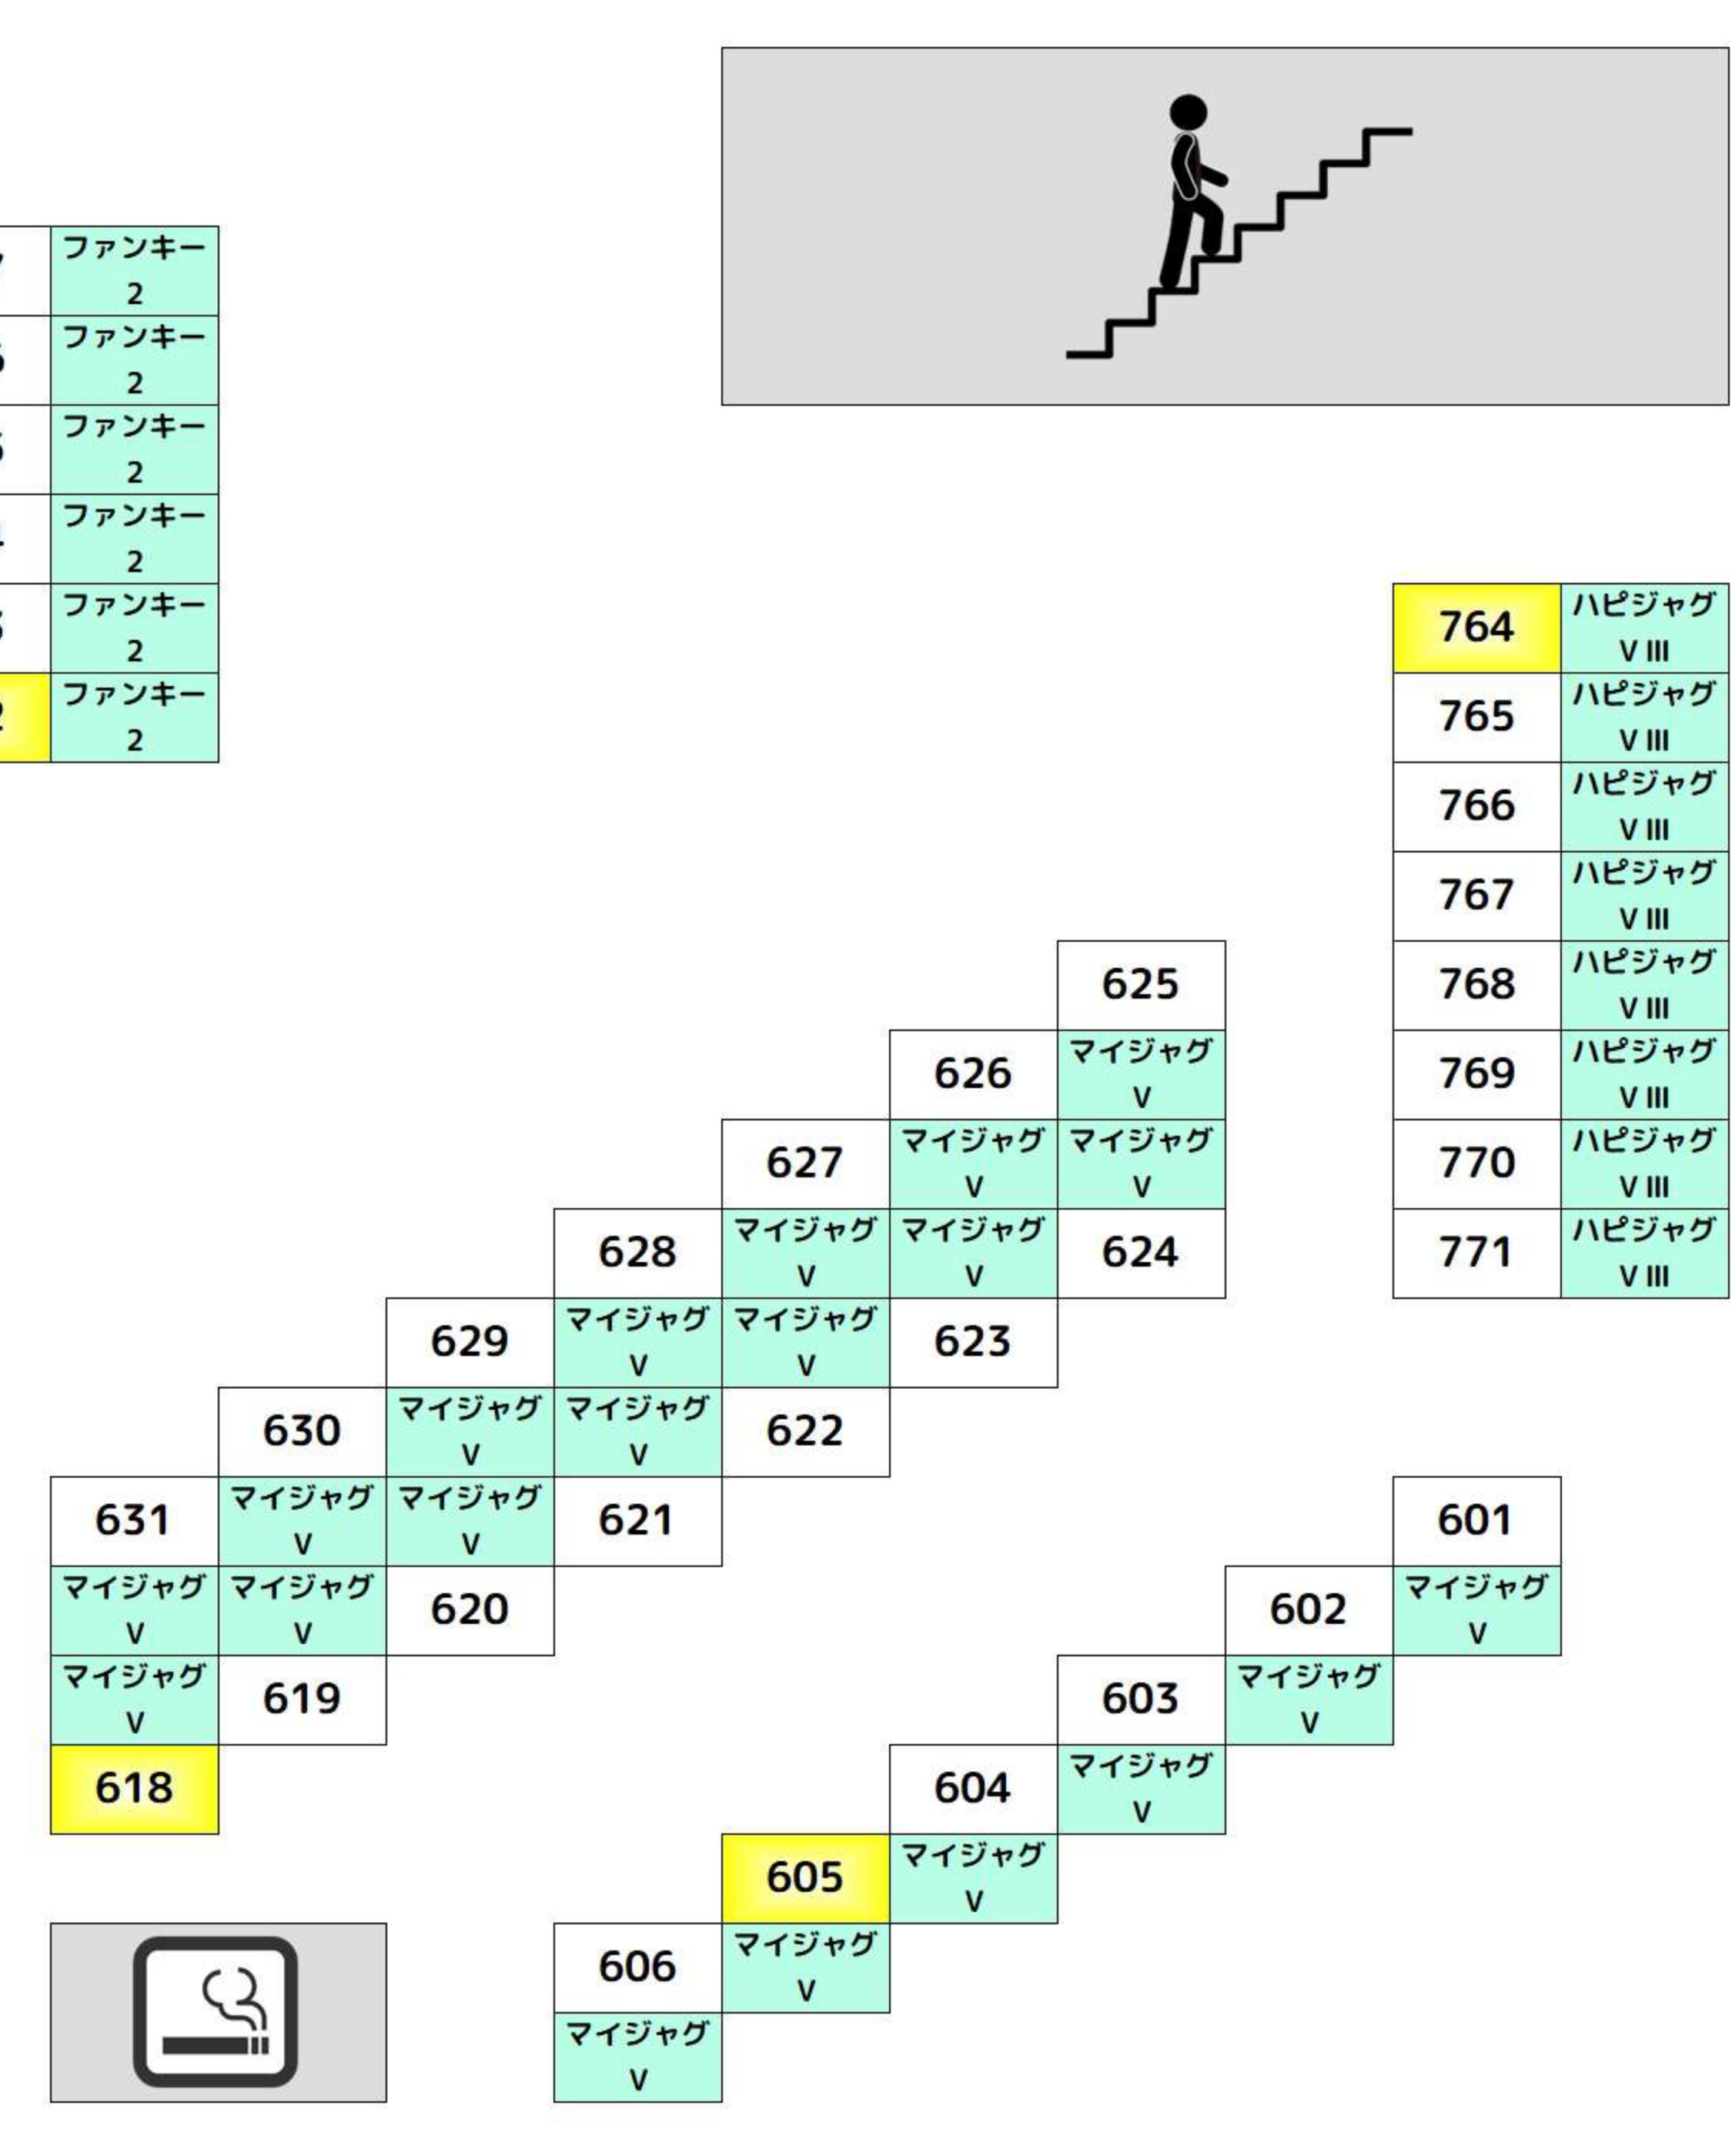 ファンキー
2
ファンキー
2
ファンキー
2
ファンキー
2
ファンキー
2
ファンキー
2
764
ハピジャグ
V III
765
ハピジャグ
V III
766
ハピジャグ
V III
767
ハピジャグ
V III
768
ハピジャグ
V III
769
ハピジャグ
V III
770
ハピジャグ
V III
771
ハピジャグ
V III
625
626
マイジャグ
V
627
マイジャグ
V
マイジャグ
V
628
マイジャグ
V
マイジャグ
V
624
629
マイジャグ
V
マイジャグ
V
623
630
マイジャグ
V
マイジャグ
V
622
631
マイジャグ
V
マイジャグ
V
621
マイジャグ
V
マイジャグ
V
620
マイジャグ
V
619
618
601
602
マイジャグ
V
603
マイジャグ
V
604
マイジャグ
V
605
マイジャグ
V
606
マイジャグ
V
マイジャグ
V